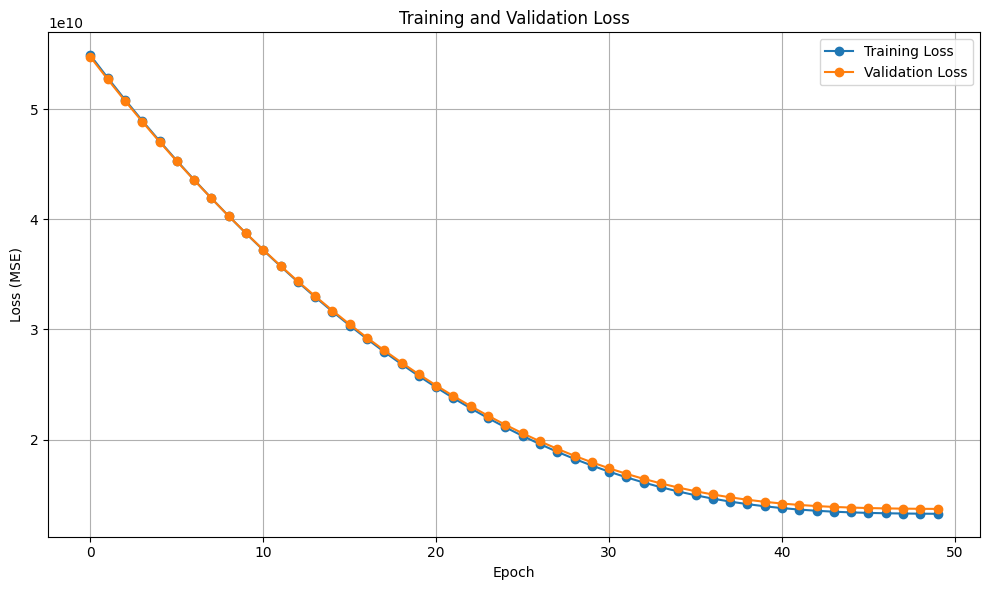 Training and Validation Loss
1e10
Training Loss
Validation Loss
5
4
3
2
Loss (MSE)
0
10
20
30
40
50
Epoch